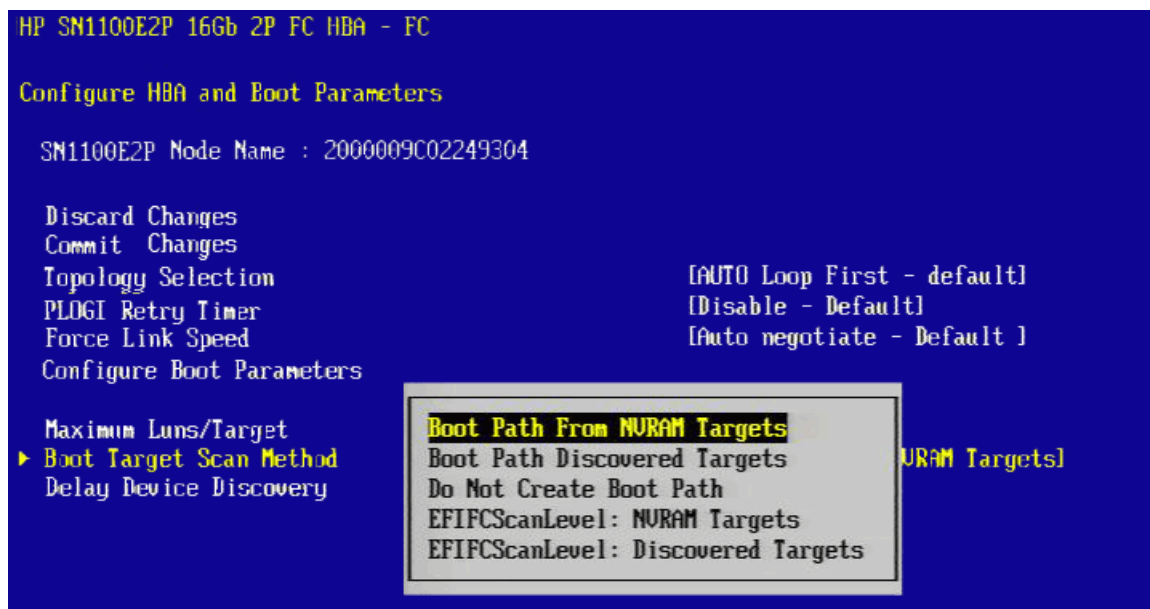 HP SN1100E2P 16Gb 2P FC HBA - FC
Configure HBA and Boot Parameters
SN1100E2P Node Name : 2000009C02249304
Discard Changes
Commit Changes
Topology Selection [AUTO Loop First - default]
PLOGI Retry Timer [Disable - Default]
Force Link Speed [Auto negotiate - Default ]
Configure Boot Parameters
Maximum Luns/Target
Boot Target Scan Method VRAM Targets]
Delay Device Discovery
Boot Path From NVRAM Targets
Boot Path Discovered Targets
Do Not Create Boot Path
EFIFCScanLevel: NVRAM Targets
EFIFCScanLevel: Discovered Targets